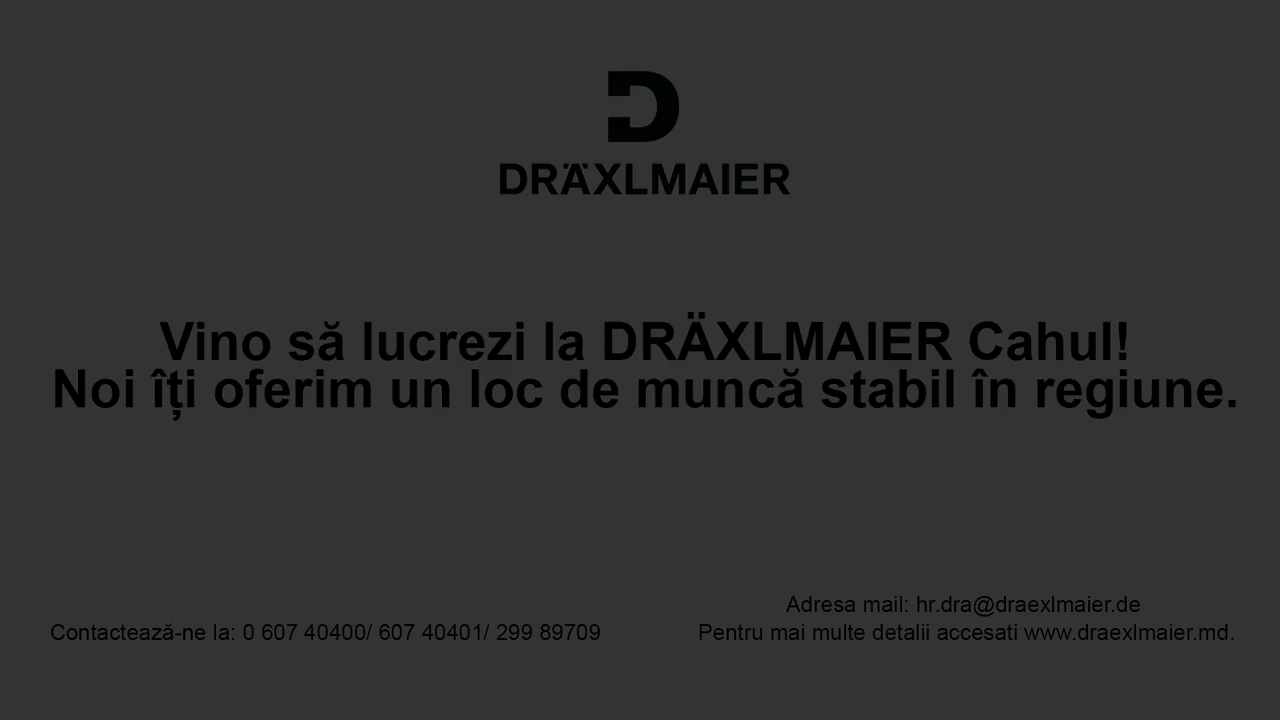 DRÄXLMAIER
Vino să lucrezi la DRÄXLMAIER Cahul!
Noi îți oferim un loc de muncă stabil în regiune.
Adresa mail: hr.dra@draexlmaier.de
Contactează-ne la: 0 607 40400/ 607 40401/ 299 89709
Pentru mai multe detalii accesati www.draexlmaier.md.